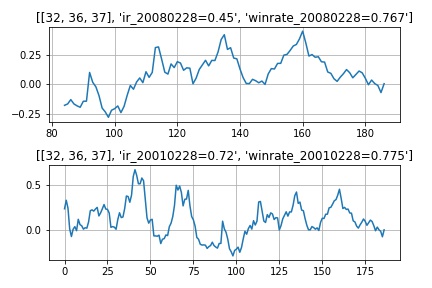 [[32, 36, 37], 'ir_20080228=0.45', 'winrate_20080228=0.767']
0.25
0.00
−0.25
80 100 120 140 160 180
[[32, 36, 37], 'ir_20010228=0.72', 'winrate_20010228=0.775']
0.5
0.0
0 25 50 75 100 125 150 175